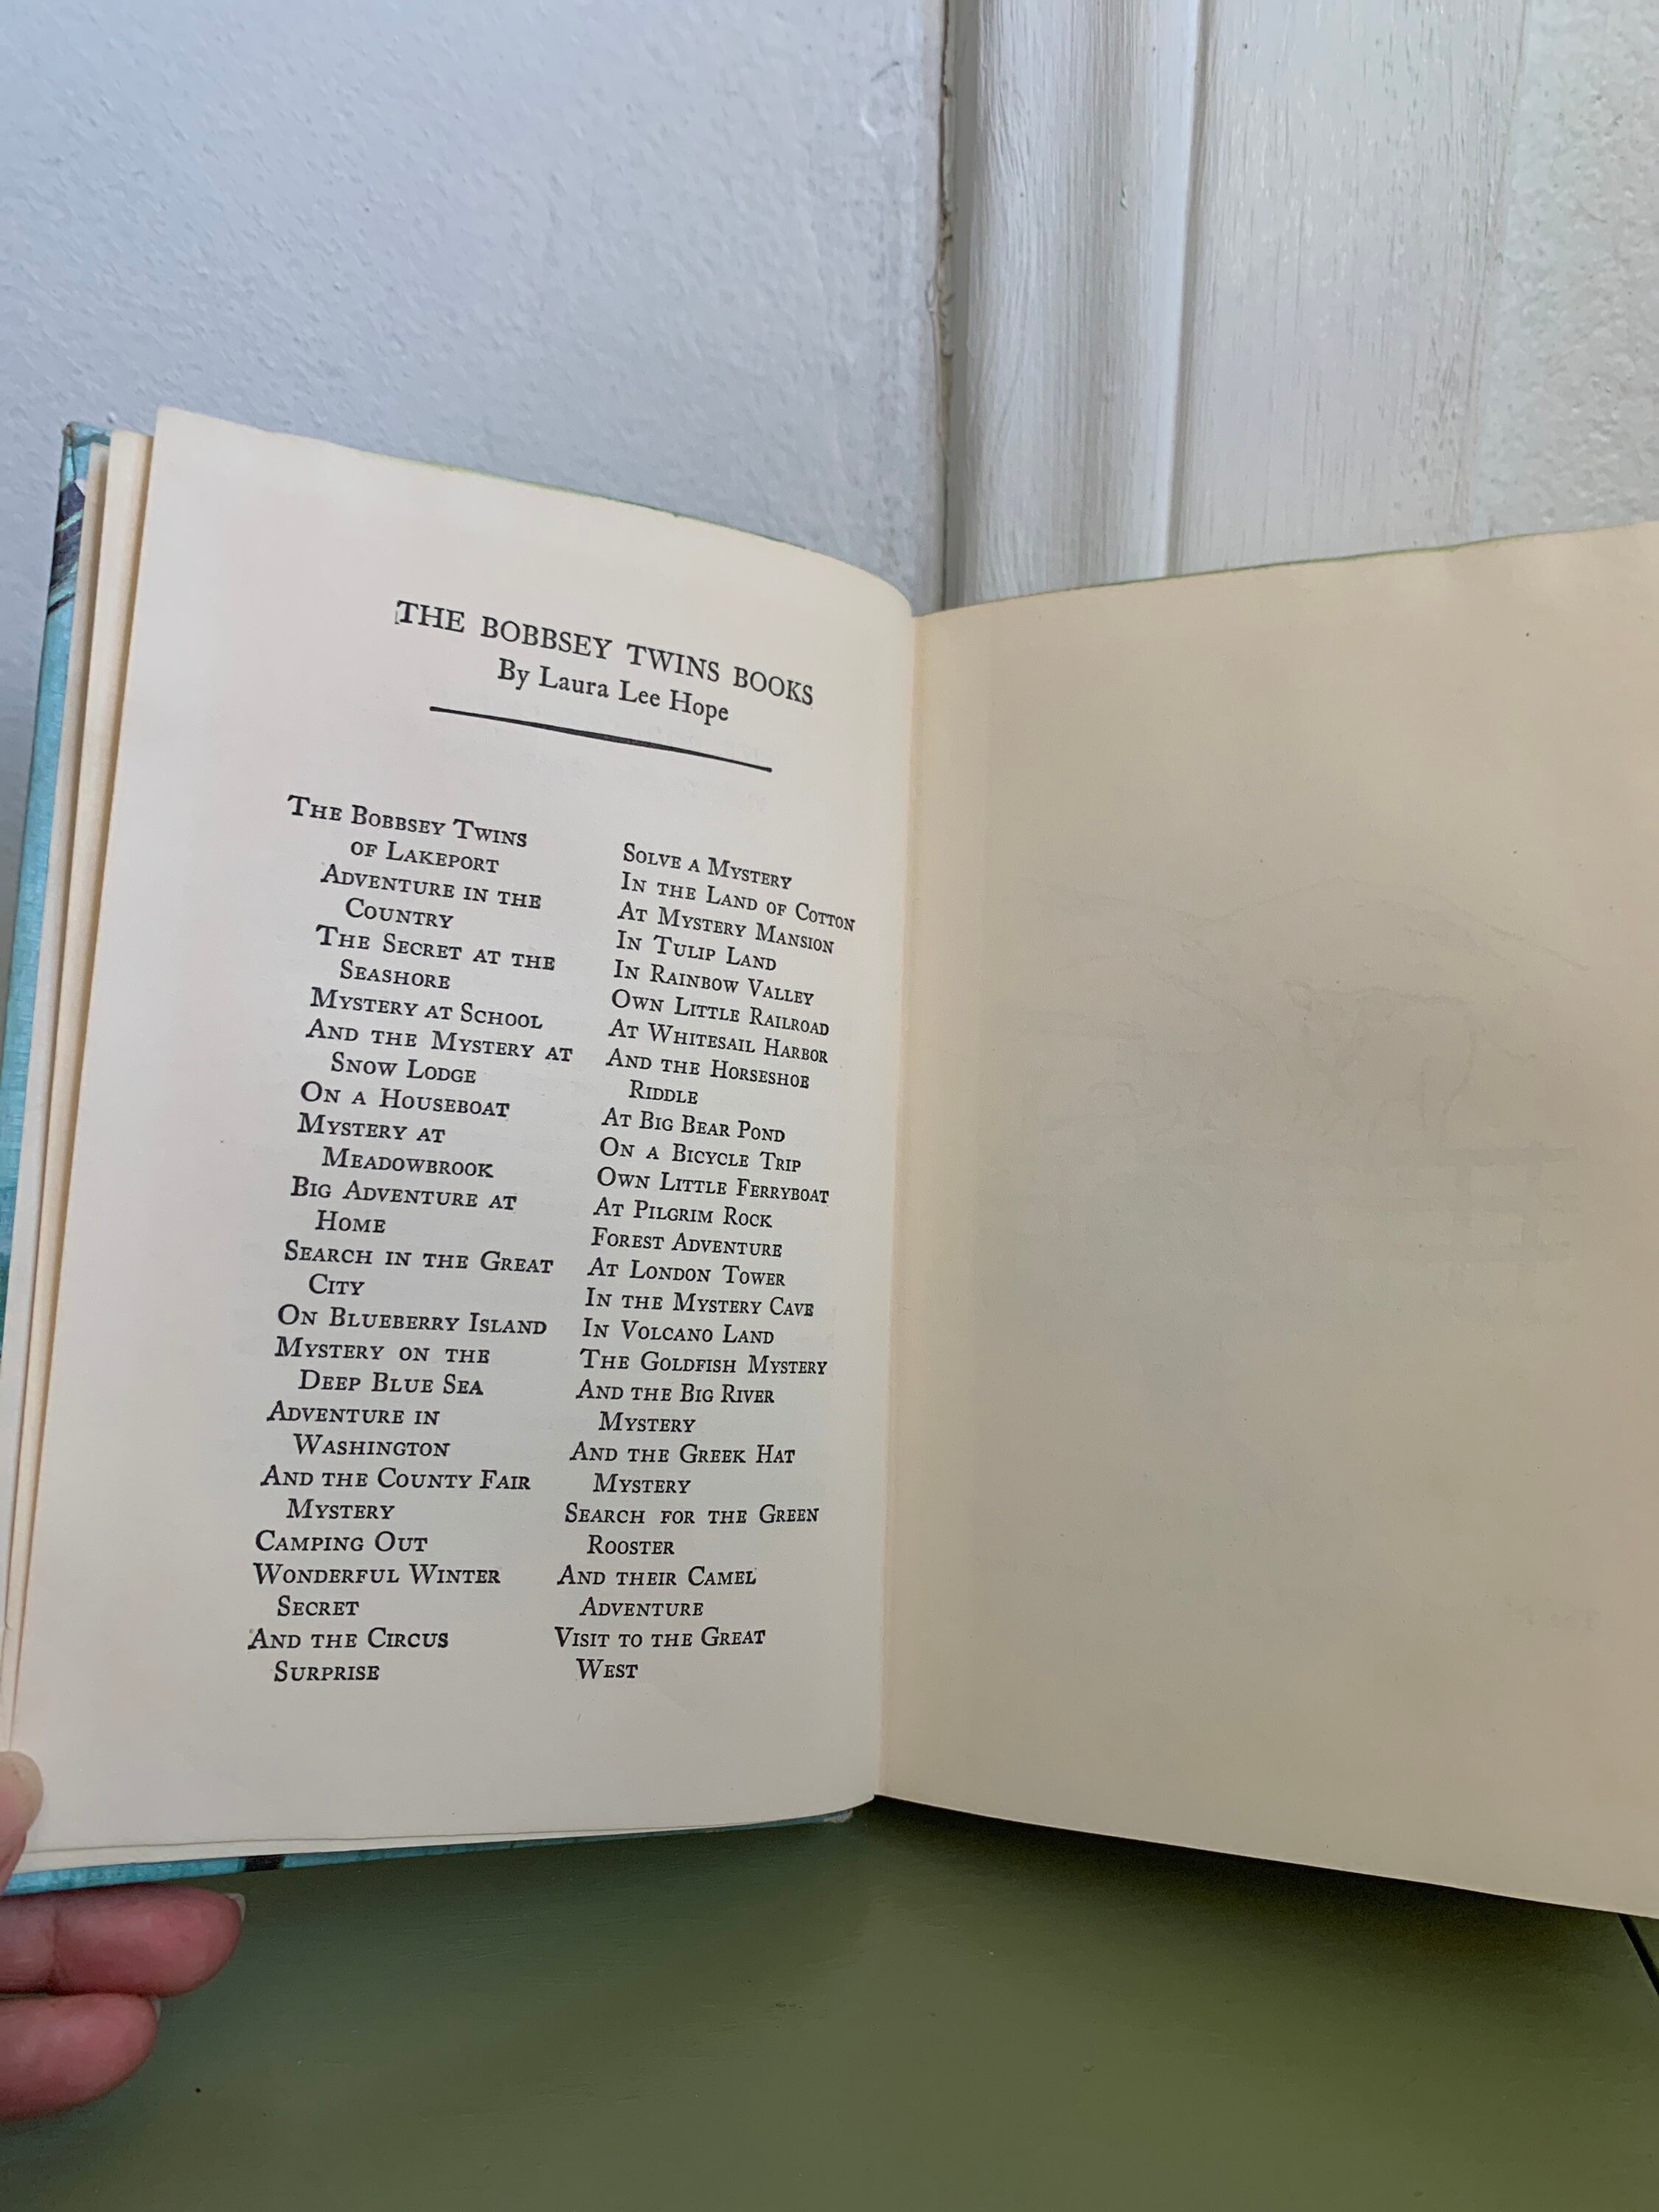 THE BOBBSEY TWINS BOOKS
By Laura Lee Hope
THE BOBBSEY TWINS
OF LAKEPORT
ADVENTURE IN THE
COUNTRY
THE SECRET AT THE
SEASHORE
MYSTERY AT SCHOOL
AND THE MYSTERY AT
SNOW LODGE
ON A HOUSEBOAT
MYSTERY AT
MEADOWBROOK
BIG ADVENTURE AT
HOME
SEARCH IN THE GREAT
CITY
ON BLUEBERRY ISLAND
MYSTERY ON THE
DEEP BLUE SEA
ADVENTURE IN
WASHINGTON
AND THE COUNTY FAIR
MYSTERY
CAMPING OUT
WONDERFUL WINTER
SECRET
AND THE CIRCUS
SURPRISE
SOLVE A MYSTERY
IN THE LAND OF COTTON
AT MYSTERY MANSION
IN TULIP LAND
IN RAINBOW VALLEY
OWN LITTLE RAILROAD
AT WHITESAIL HARBOR
AND THE HORSESHOE
RIDDLE
AT BIG BEAR POND
ON A BICYCLE TRIP
OWN LITTLE FERRYBOAT
AT PILGRIM ROCK
FOREST ADVENTURE
AT LONDON TOWER
IN THE MYSTERY CAVE
IN VOLCANO LAND
THE GOLDFISH MYSTERY
AND THE BIG RIVER
MYSTERY
AND THE GREEK HAT
MYSTERY
SEARCH FOR THE GREEN
ROOSTER
AND THEIR CAMEL
ADVENTURE
VISIT TO THE GREAT
WEST